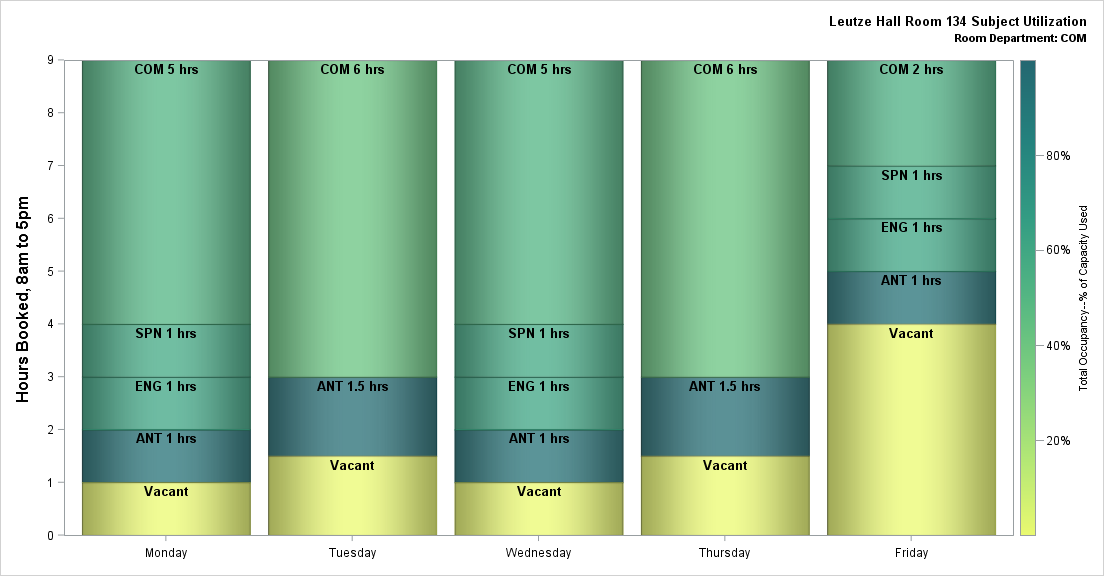 Leutze Hall Room 134 Subject Utilization
Room Department: COM
Hours Booked, 8am to 5pm
9
8
7
6
5
4
3
2
1
0
COM 5 hrs
SPN 1 hrs
ENG 1 hrs
ANT 1 hrs
Vacant
COM 6 hrs
ANT 1.5 hrs
Vacant
COM 5 hrs
SPN 1 hrs
ENG 1 hrs
ANT 1 hrs
Vacant
COM 6 hrs
ANT 1.5 hrs
Vacant
COM 2 hrs
SPN 1 hrs
ENG 1 hrs
ANT 1 hrs
Vacant
Monday
Tuesday
Wednesday
Thursday
Friday
80%
60%
40%
20%
Total Occupancy--% of Capacity Used